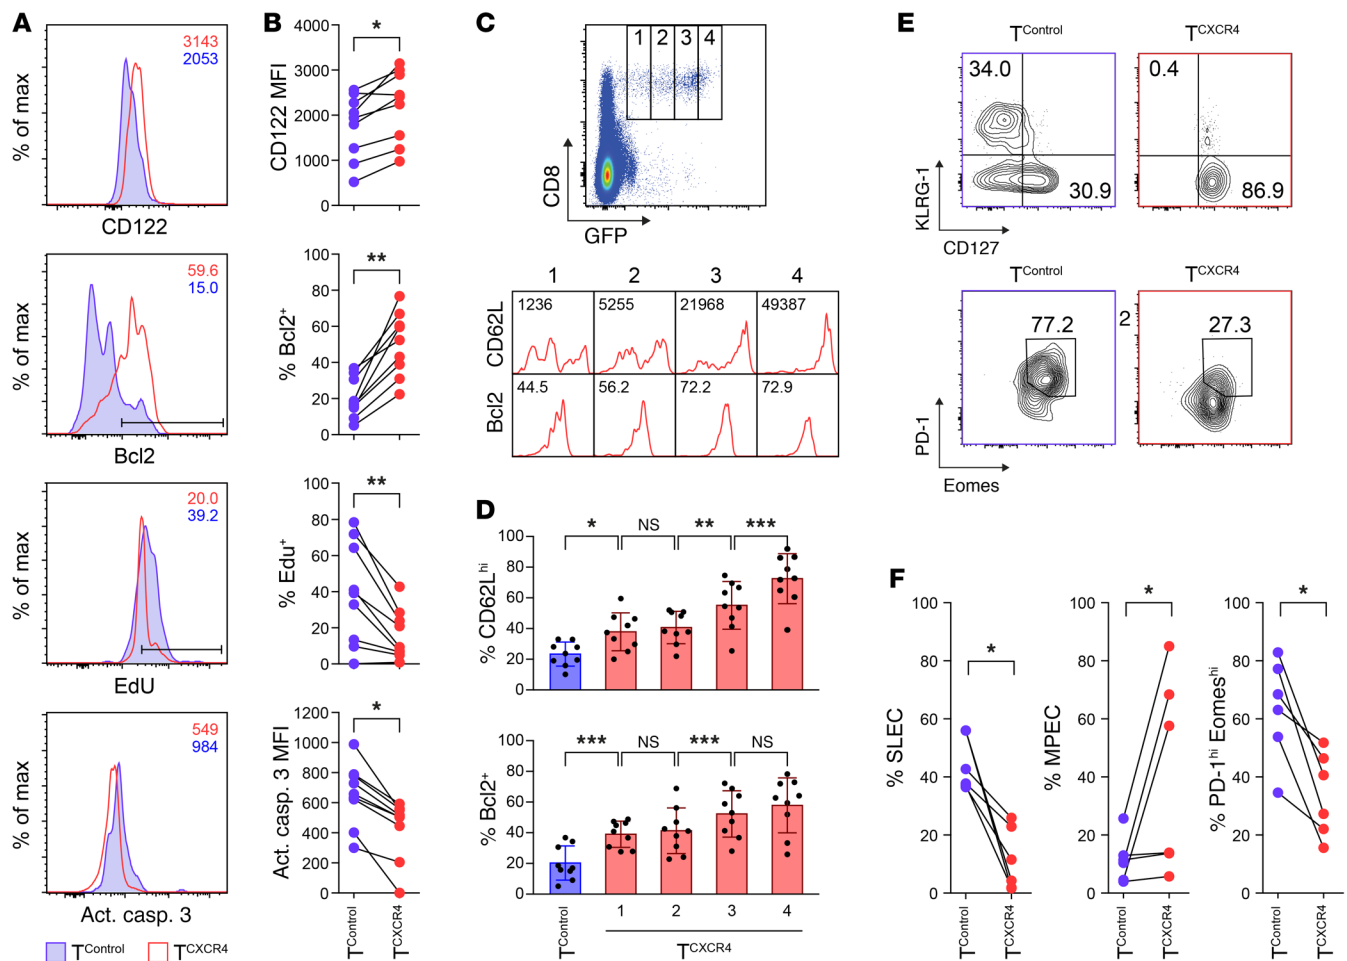 A
3143
2053
% of max
CD122
59.6
15.0
% of max
Bcl2
20.0
39.2
% of max
EdU
549
984
% of max
Act. casp. 3
TControl
TCXCR4
B
CD122 MFI
4000
3000
2000
1000
0
*
% Bcl2+
100
80
60
40
20
0
**
% Edu+
100
80
60
40
20
0
**
Act. casp. 3 MFI
1200
1000
800
600
400
200
0
*
TControl
TCXCR4
C
1 2 3 4
CD8
GFP
1 2 3 4
CD62L
1236 5255 21968 49387
Bcl2
44.5 56.2 72.2 72.9
D
% CD62Lhi
100
80
60
40
20
0
* NS ** ***
% Bcl2+
100
80
60
40
20
0
*** NS *** NS
TControl
1 2 3 4
TCXCR4
E
TControl TCXCR4
34.0
30.9
0.4
86.9
KLRG-1
CD127
TControl TCXCR4
77.2
2
27.3
PD-1
Eomes
F
% SLEC
100
80
60
40
20
0
*
TControl
TCXCR4
% MPEC
100
80
60
40
20
0
*
TControl
TCXCR4
% PD-1hi Eomeshi
100
80
60
40
20
0
*
TControl
TCXCR4